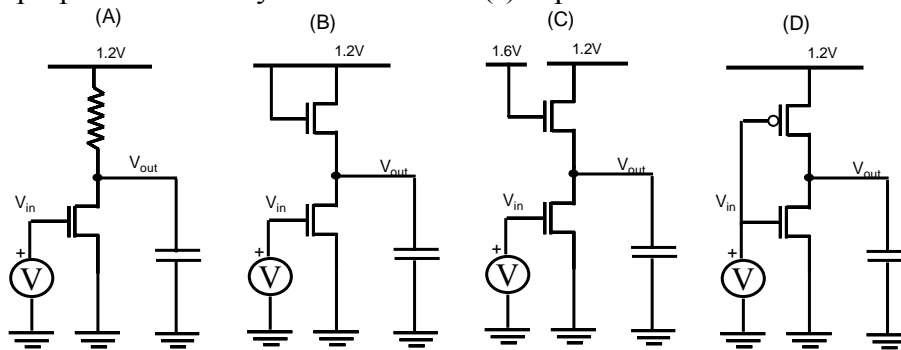 (A)
(B)
(C)
(D)
1.2V
1.2V
1.6V
1.2V
1.2V
Vout
Vout
Vout
Vout
Vin
Vin
Vin
Vin
+
+
+
+
V
V
V
V